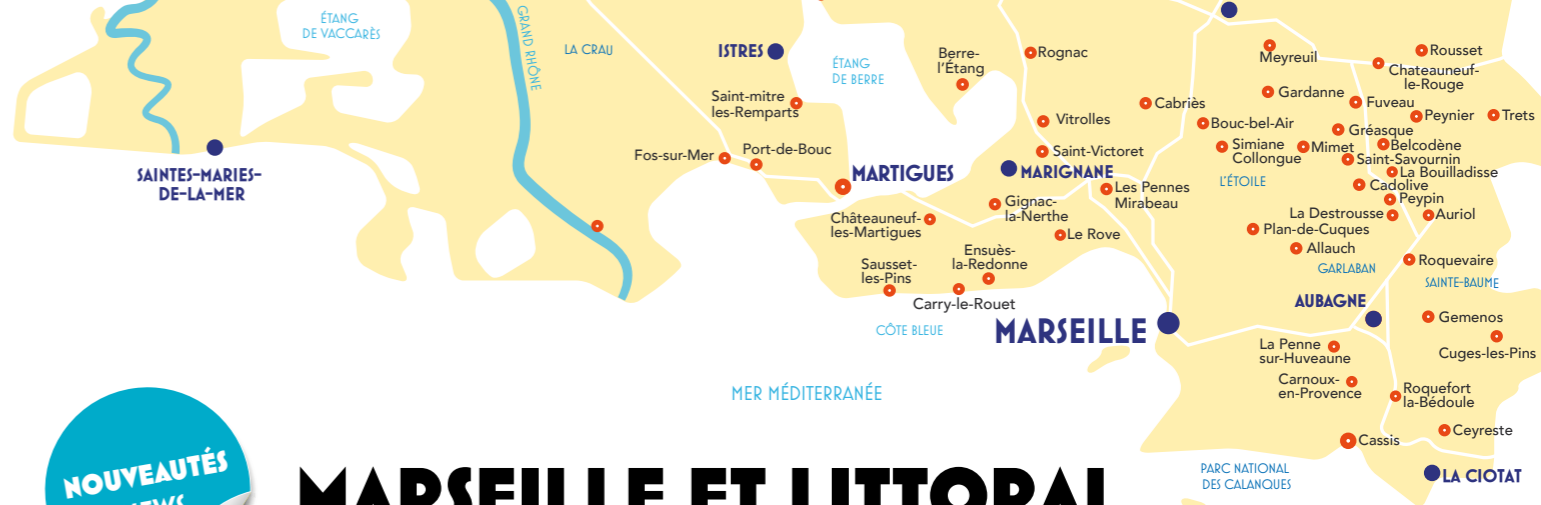 ÉTANG
DE VACCARÈS
GRAND RHÔNE
LA CRAU
ISTRES
ÉTANG
DE BERRE
Berre-
l'Étang
Rognac
Meyreuil
Rousset
Chateauneuf-
le-Rouge
Saint-mitre
les-Remparts
Cabriès
Gardanne
Fuveau
Peynier
Trets
Vitrolles
Bouc-bel-Air
Gréasque
Belcodène
Fos-sur-Mer
Port-de-Bouc
Saint-Victoret
Simiane
Collongue
Mimet
Saint-Savournin
SAINTES-MARIES-
DE-LA-MER
MARTIGUES
MARIGNANE
La Bouilladisse
L'ÉTOILE
Cadolive
Les Pennes
Mirabeau
Peypin
Gignac-
la-Nerthe
La Destrousse
Auriol
Châteauneuf-
les-Martigues
Le Rove
Plan-de-Cuques
Allauch
Ensuès-
la-Redonne
Sausset-
les-Pins
GARLABAN
Roquevaire
SAINTE-BAUME
Carry-le-Rouet
AUBAGNE
CÔTE BLEUE
MARSEILLE
Gemenos
La Penne
sur-Huveaune
Cuges-les-Pins
Carnoux-
en-Provence
Roquefort
la-Bédoule
MER MÉDITERRANÉE
Ceyreste
Cassis
PARC NATIONAL
DES CALANQUES
LA CIOTAT
NOUVEAUTÉS
NEWS
MARSEILLE ET LITTORAL